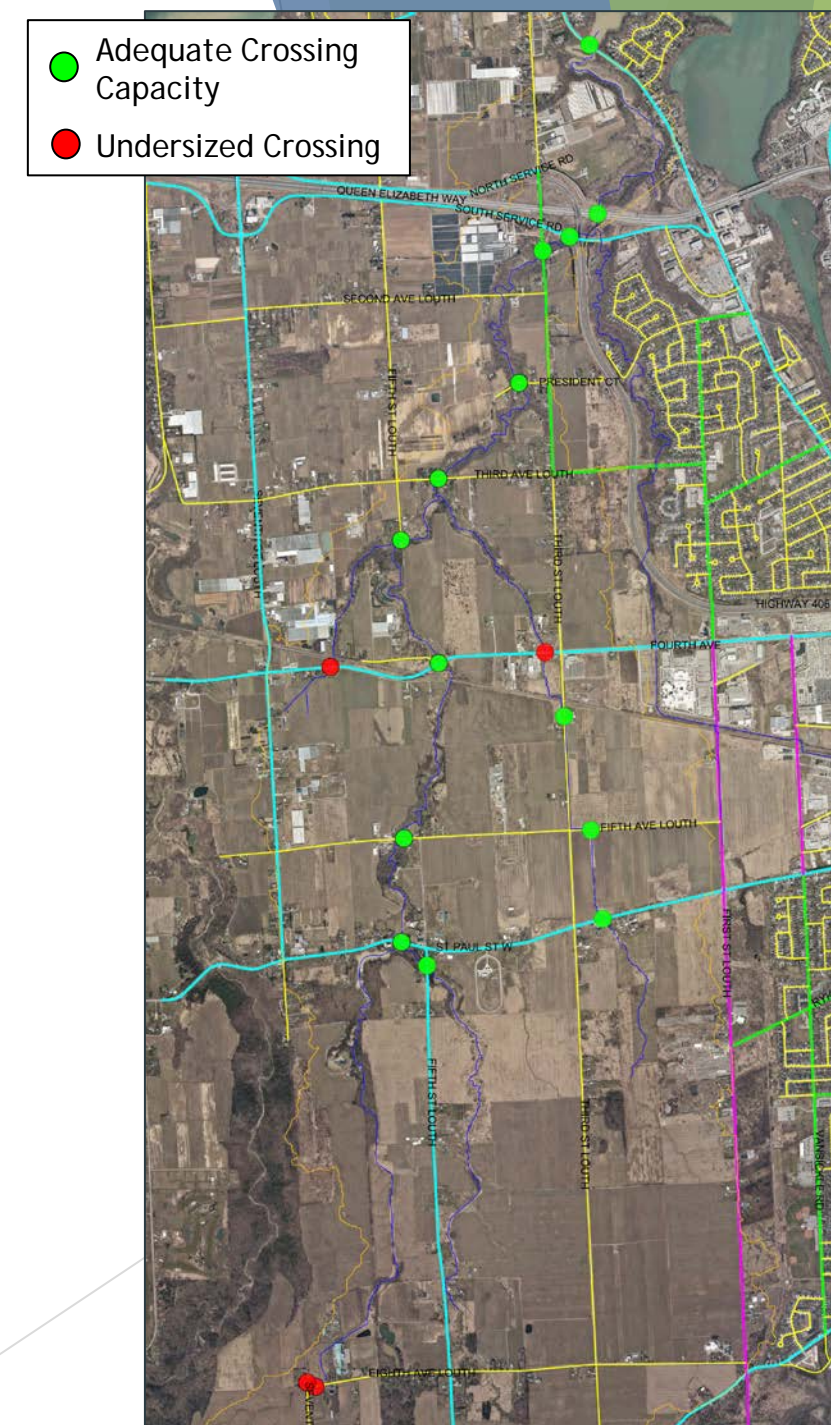 Adequate Crossing
Capacity
Undersized Crossing
NORTH SERVICE RD
QUEEN ELIZABETH WAY
SOUTH SERVICE RD
SECOND AVE LOUTH
FIFTH ST LOUTH
PRESIDENT CT
THIRD AVE LOUTH
THIRD ST LOUTH
HIGHWAY 406
FOURTH AVE
FIFTH AVE LOUTH
FIRST ST LOUTH
ST PAUL ST W
FIFTH ST LOUTH
THIRD ST LOUTH
VANSICKLE RD
EIGHTH AVE LOUTH